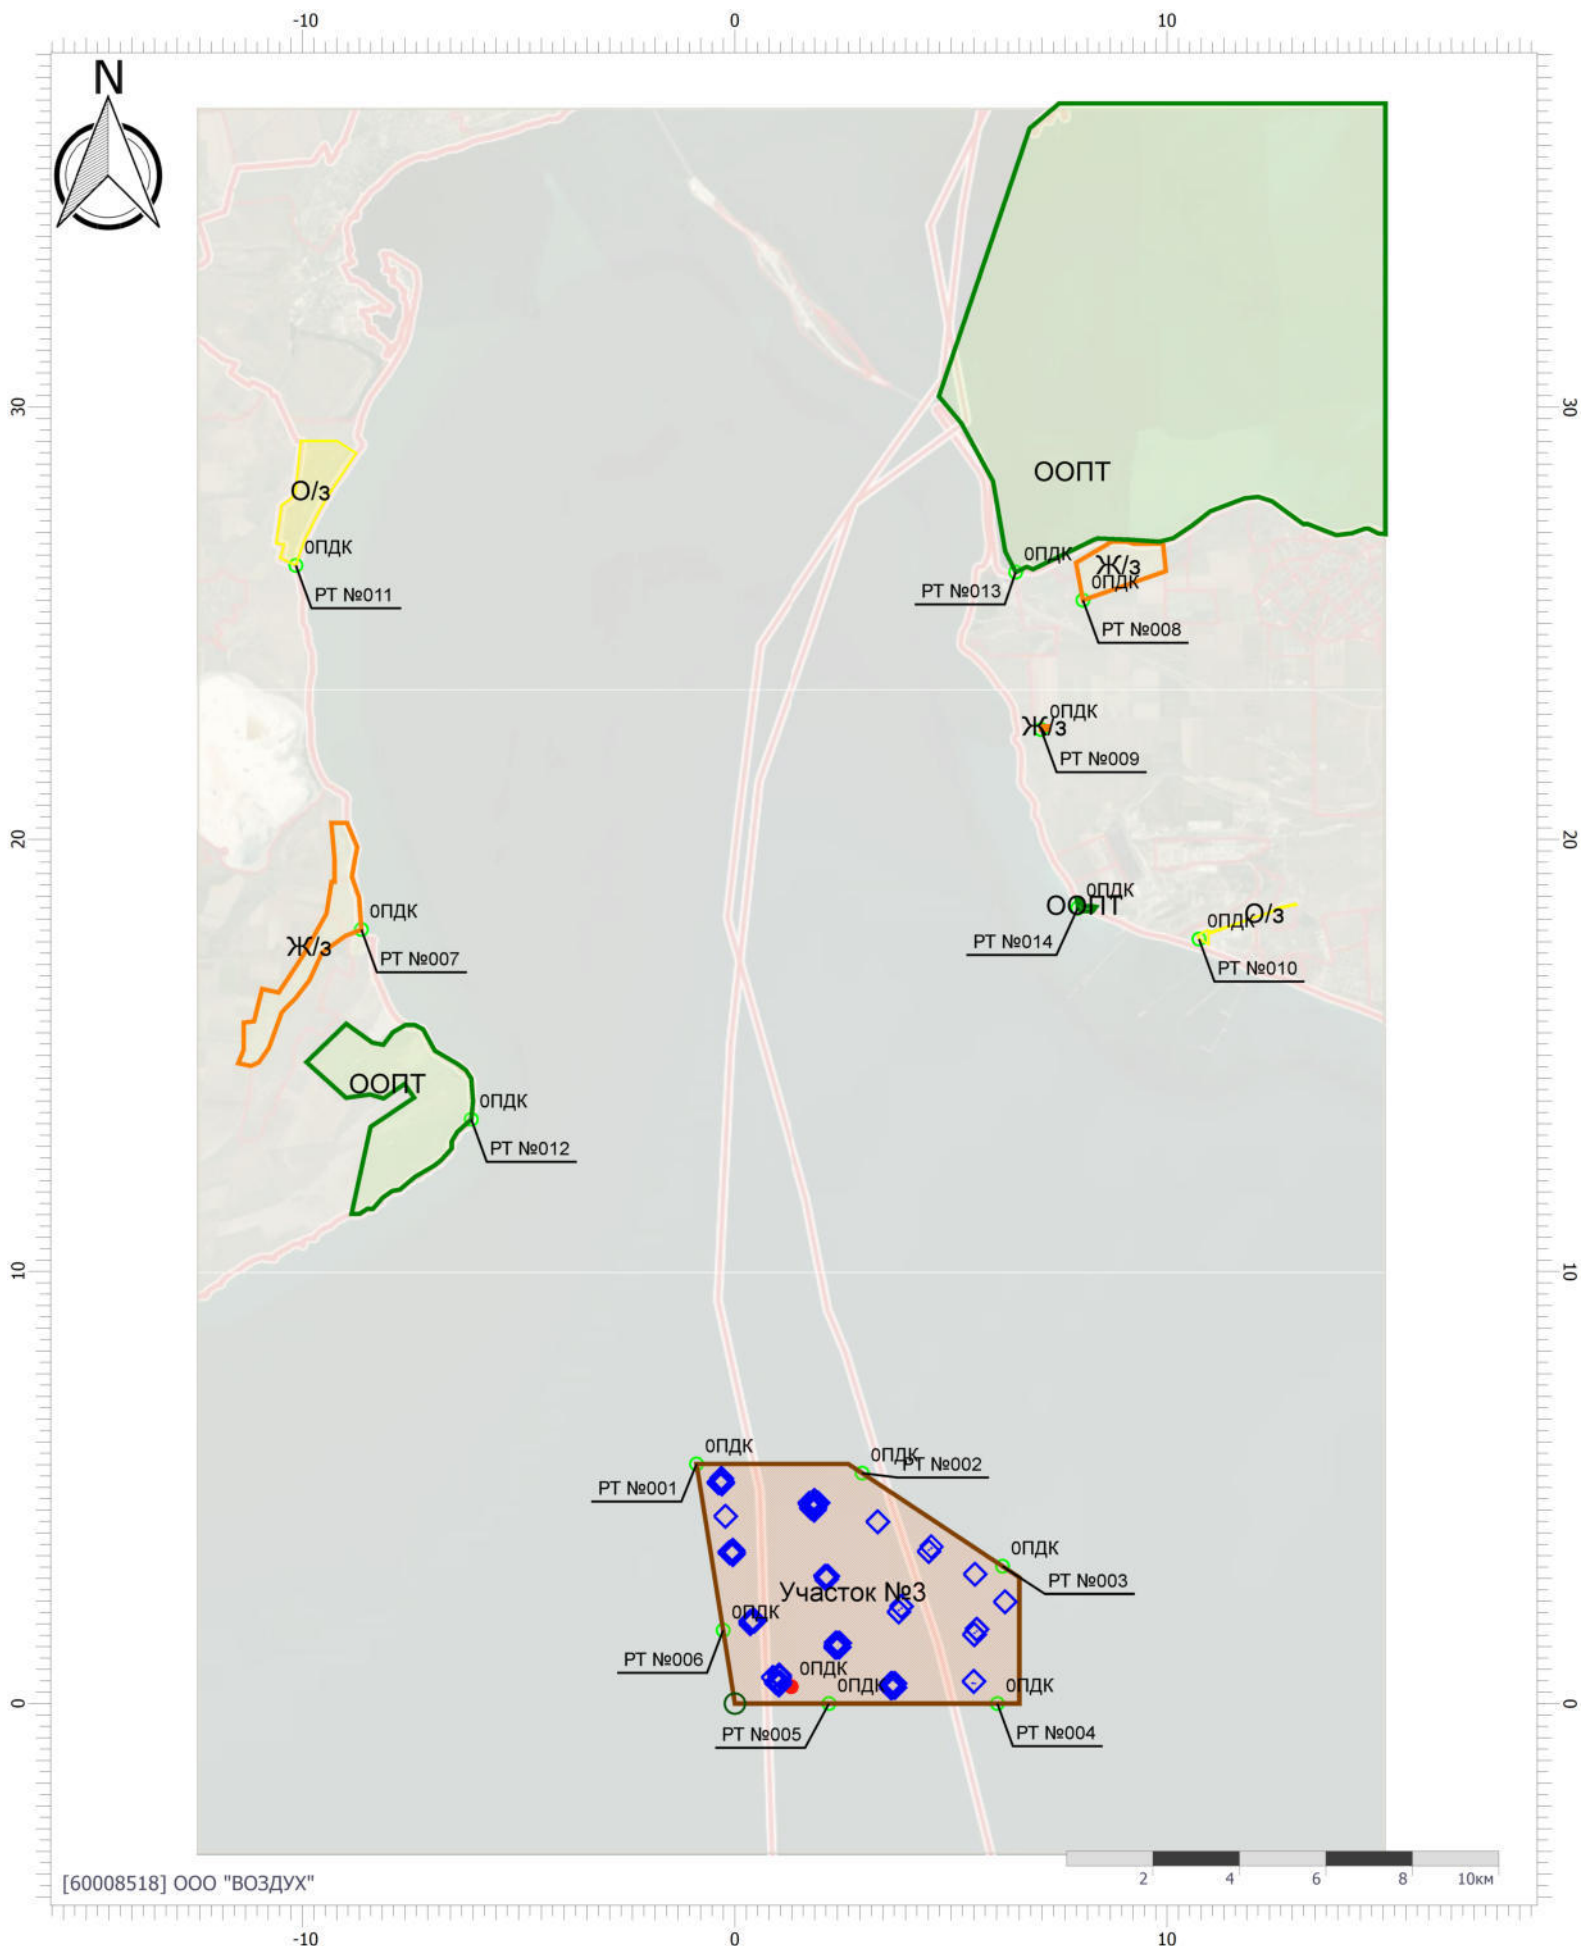 -10 0 10
N
30 30
ООПТ
О/з
0ПДК
РТ №011
0ПДК
РТ №013
Ж/з
0ПДК
РТ №008
0ПДК
Ж/з
РТ №009
20 20
0ПДК
ООПТ
РТ №014
0ПДК
О/з
РТ №010
0ПДК
Ж/з
РТ №007
ООПТ
0ПДК
РТ №012
10 10
0ПДК
РТ №001
0ПДК
РТ №002
0ПДК
РТ №003
Участок №3
0ПДК
РТ №006
0ПДК
0ПДК
РТ №005
0ПДК
РТ №004
0 0
2 4 6 8 10км
[60008518] ООО "ВОЗДУХ"
-10 0 10